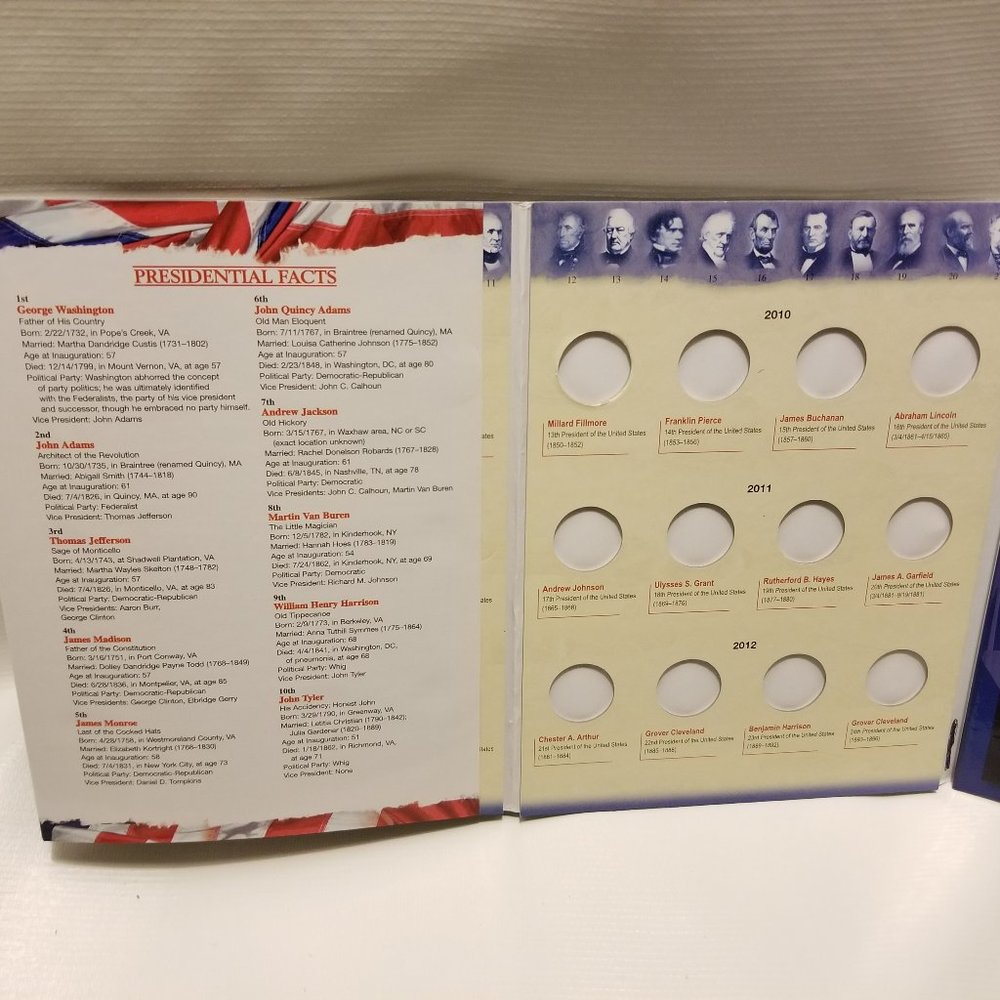 PRESIDENTIAL FACTS
1st
George Washington
Father of His Country
Born: 2/22/1732, in Pope's Creek, VA
Married: Martha Dandridge Custis (1731–1802)
Age at Inauguration: 57
Died: 12/14/1799, in Mount Vernon, VA, at age 57
Political Party: Washington abhorred the concept
of party politics; he was ultimately identified
with the Federalists, the party of his vice president
and successor, though he embraced no party himself.
Vice President: John Adams
2nd
John Adams
Architect of the Revolution
Born: 10/30/1735, in Braintree (renamed Quincy), MA
Married: Abigail Smith (1744–1818)
Age at Inauguration: 61
Died: 7/4/1826, in Quincy, MA, at age 90
Political Party: Federalist
Vice President: Thomas Jefferson
3rd
Thomas Jefferson
Sage of Monticello
Born: 4/13/1743, at Shadwell Plantation, VA
Married: Martha Wayles Skelton (1748–1782)
Age at Inauguration: 57
Died: 7/4/1826, in Monticello, VA, at age 83
Political Party: Democratic-Republican
Vice Presidents: Aaron Burr,
George Clinton
4th
James Madison
Father of the Constitution
Born: 3/16/1751, in Port Conway, VA
Married: Dolley Dandridge Payne Todd (1768–1849)
Age at Inauguration: 57
Died: 6/28/1836, in Montpelier, VA, at age 85
Political Party: Democratic-Republican
Vice Presidents: George Clinton, Elbridge Gerry
5th
James Monroe
Last of the Cocked Hats
Born: 4/28/1758, in Westmoreland County, VA
Married: Elizabeth Kortright (1768–1830)
Age at Inauguration: 58
Died: 7/4/1831, in New York City, at age 73
Political Party: Democratic-Republican
Vice President: Daniel D. Tompkins
6th
John Quincy Adams
Old Man Eloquent
Born: 7/11/1767, in Braintree (renamed Quincy), MA
Married: Louisa Catherine Johnson (1775–1852)
Age at Inauguration: 57
Died: 2/23/1848, in Washington, DC, at age 80
Political Party: Democratic-Republican
Vice President: John C. Calhoun
7th
Andrew Jackson
Old Hickory
Born: 3/15/1767, in Waxhaw area, NC or SC
(exact location unknown)
Married: Rachel Donelson Robards (1767–1828)
Age at Inauguration: 61
Died: 6/8/1845, in Nashville, TN, at age 78
Political Party: Democratic
Vice Presidents: John C. Calhoun, Martin Van Buren
8th
Martin Van Buren
The Little Magician
Born: 12/5/1782, in Kinderhook, NY
Married: Hannah Hoes (1783–1819)
Age at Inauguration: 54
Died: 7/24/1862, in Kinderhook, NY, at age 69
Political Party: Democratic
Vice President: Richard M. Johnson
9th
William Henry Harrison
Old Tippecanoe
Born: 2/9/1773, in Berkeley, VA
Married: Anna Tuthill Symmes (1775–1864)
Age at Inauguration: 68
Died: 4/4/1841, in Washington, DC,
of pneumonia, at age 68
Political Party: Whig
Vice President: John Tyler
10th
John Tyler
His Accidency; Honest John
Born: 3/29/1790, in Greenway, VA
Married: Letitia Christian (1790–1842);
Julia Gardener (1820–1889)
Age at Inauguration: 51
Died: 1/18/1862, in Richmond, VA,
at age 71
Political Party: Whig
Vice President: None
11 12 13 14 15 16 17 18 19 20
2010
Millard Fillmore
13th President of the United States
(1850–1852)
Franklin Pierce
14th President of the United States
(1853–1856)
James Buchanan
15th President of the United States
(1857–1860)
Abraham Lincoln
16th President of the United States
(3/4/1861–4/15/1865)
2011
Andrew Johnson
17th President of the United States
(1865–1868)
Ulysses S. Grant
18th President of the United States
(1869–1876)
Rutherford B. Hayes
19th President of the United States
(1877–1880)
James A. Garfield
20th President of the United States
(3/4/1881–9/19/1881)
2012
Chester A. Arthur
21st President of the United States
(1881–1884)
Grover Cleveland
22nd President of the United States
(1885–1888)
Benjamin Harrison
23rd President of the United States
(1889–1892)
Grover Cleveland
24th President of the United States
(1893–1896)